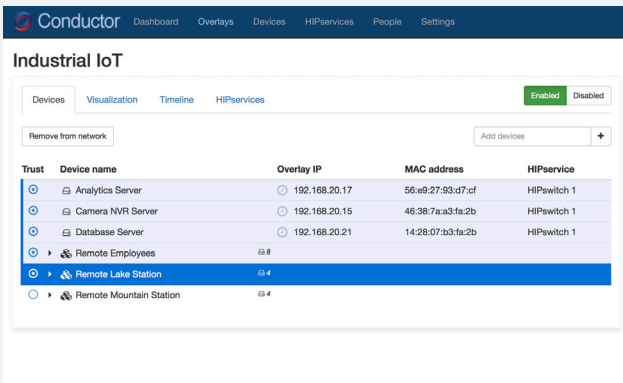 Conductor Dashboard Overlays Devices HIPservices People Settings
Industrial IoT
Devices Visualization Timeline HIPservices Enabled Disabled
Remove from network Add devices +
Trust Device name Overlay IP MAC address HIPservice
Analytics Server 192.168.20.17 56:e9:27:93:d7:cf HIPswitch 1
Camera NVR Server 192.168.20.15 46:38:7a:a3:fa:2b HIPswitch 1
Database Server 192.168.20.21 14:28:07:b3:fa:2b HIPswitch 1
Remote Employees 8
Remote Lake Station 4
Remote Mountain Station 4